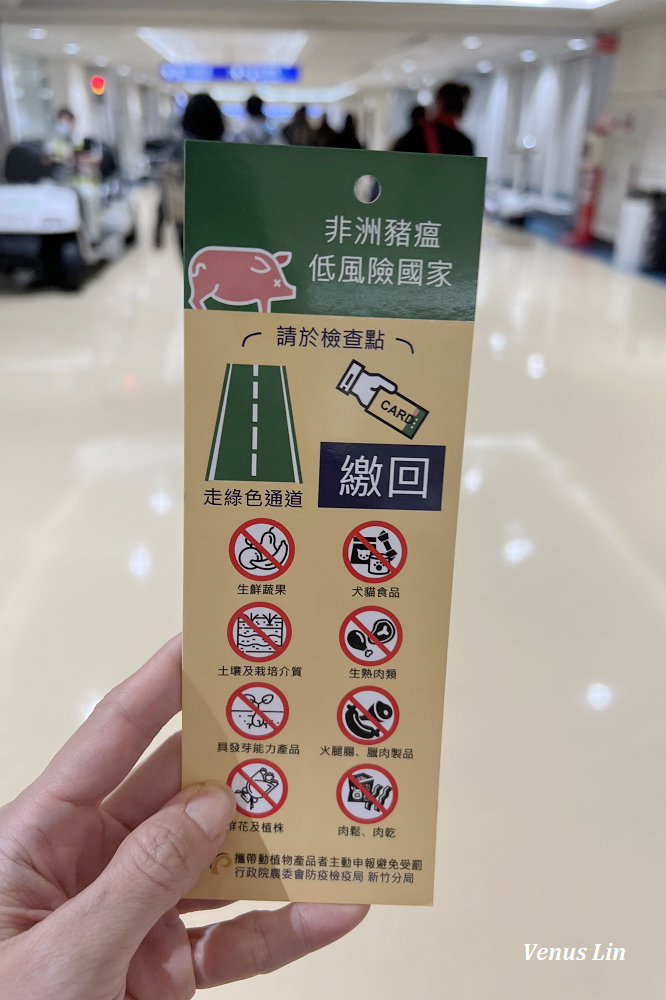 非洲豬瘟
低風險國家
請於檢查點
CARD
繳回
走綠色通道
生鮮蔬果
犬貓食品
土壤及栽培介質
生熟肉類
具發芽能力產品
火腿腸、臘肉製品
鮮花及植株
肉鬆、肉乾
攜帶動植物產品者主動申報避免受罰
行政院農委會防疫檢疫局 新竹分局
Venus Lin